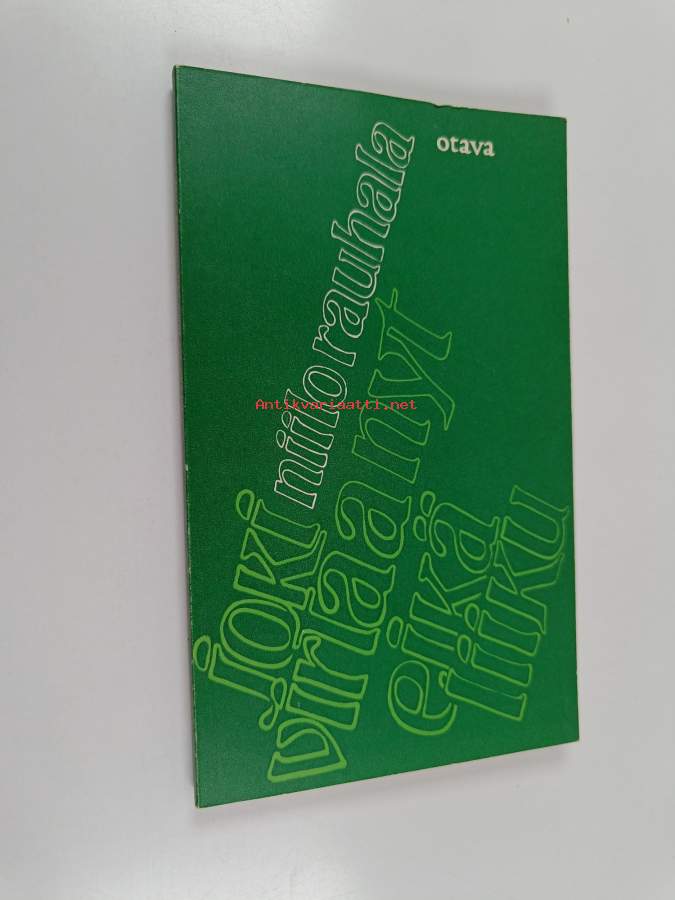 otava
niilo rauhala
joki
virtaa nyt
eikä
liiku
Antikvariaatti.net